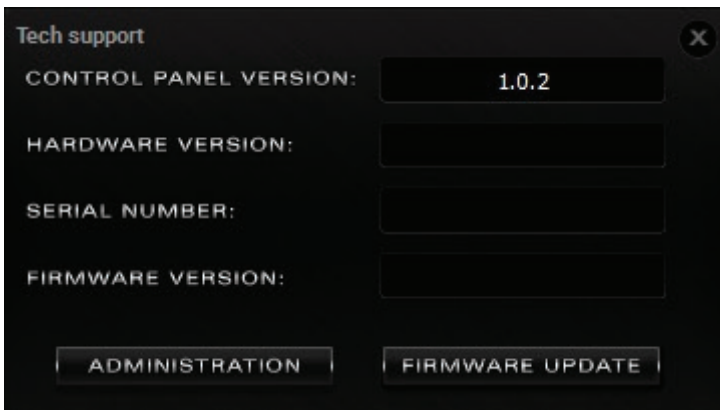 Tech support
CONTROL PANEL VERSION: 1.0.2
HARDWARE VERSION:
SERIAL NUMBER:
FIRMWARE VERSION:
ADMINISTRATION FIRMWARE UPDATE